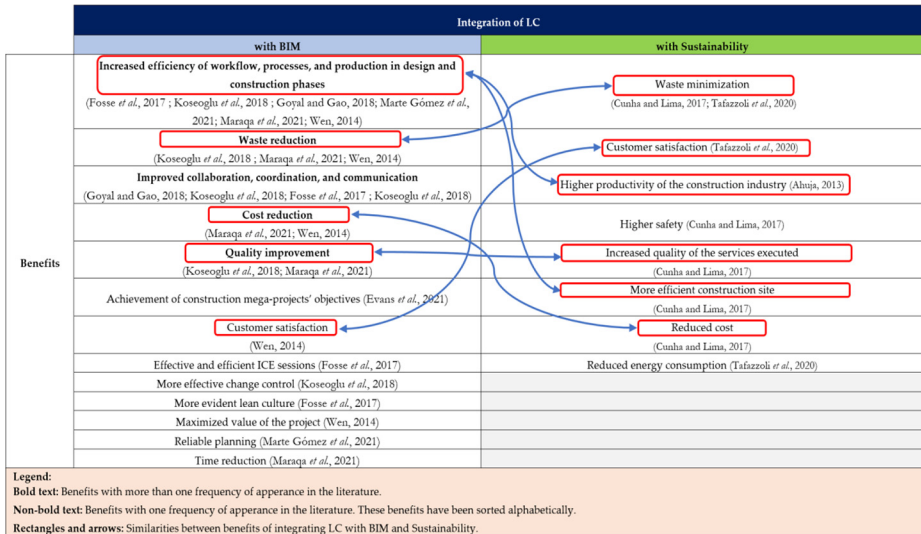 Integration of LC
with BIM
with Sustainability
Benefits
Increased efficiency of workflow, processes, and production in design and
construction phases
(Fosse et al., 2017 ; Koseoglu et al., 2018 ; Goyal and Gao, 2018; Marte Gómez et al.,
2021; Maraqa et al., 2021; Wen, 2014)
Waste minimization
(Cunha and Lima, 2017; Tafazzoli et al., 2020)
Waste reduction
(Koseoglu et al., 2018 ; Maraqa et al., 2021; Wen, 2014)
Customer satisfaction (Tafazzoli et al., 2020)
Improved collaboration, coordination, and communication
(Goyal and Gao, 2018; Koseoglu et al., 2018; Fosse et al., 2017 ; Koseoglu et al., 2018)
Higher productivity of the construction industry (Ahuja, 2013)
Cost reduction
(Maraqa et al., 2021; Wen, 2014)
Higher safety (Cunha and Lima, 2017)
Quality improvement
(Koseoglu et al., 2018; Maraqa et al., 2021)
Increased quality of the services executed
(Cunha and Lima, 2017)
Achievement of construction mega-projects' objectives (Evans et al., 2021)
More efficient construction site
(Cunha and Lima, 2017)
Customer satisfaction
(Wen, 2014)
Reduced cost
(Cunha and Lima, 2017)
Effective and efficient ICE sessions (Fosse et al., 2017)
Reduced energy consumption (Tafazzoli et al., 2020)
More effective change control (Koseoglu et al., 2018)
More evident lean culture (Fosse et al., 2017)
Maximized value of the project (Wen, 2014)
Reliable planning (Marte Gómez et al., 2021)
Time reduction (Maraqa et al., 2021)
Legend:
Bold text: Benefits with more than one frequency of apperance in the literature.
Non-bold text: Benefits with one frequency of apperance in the literature. These benefits have been sorted alphabetically.
Rectangles and arrows: Similarities between benefits of integrating LC with BIM and Sustainability.